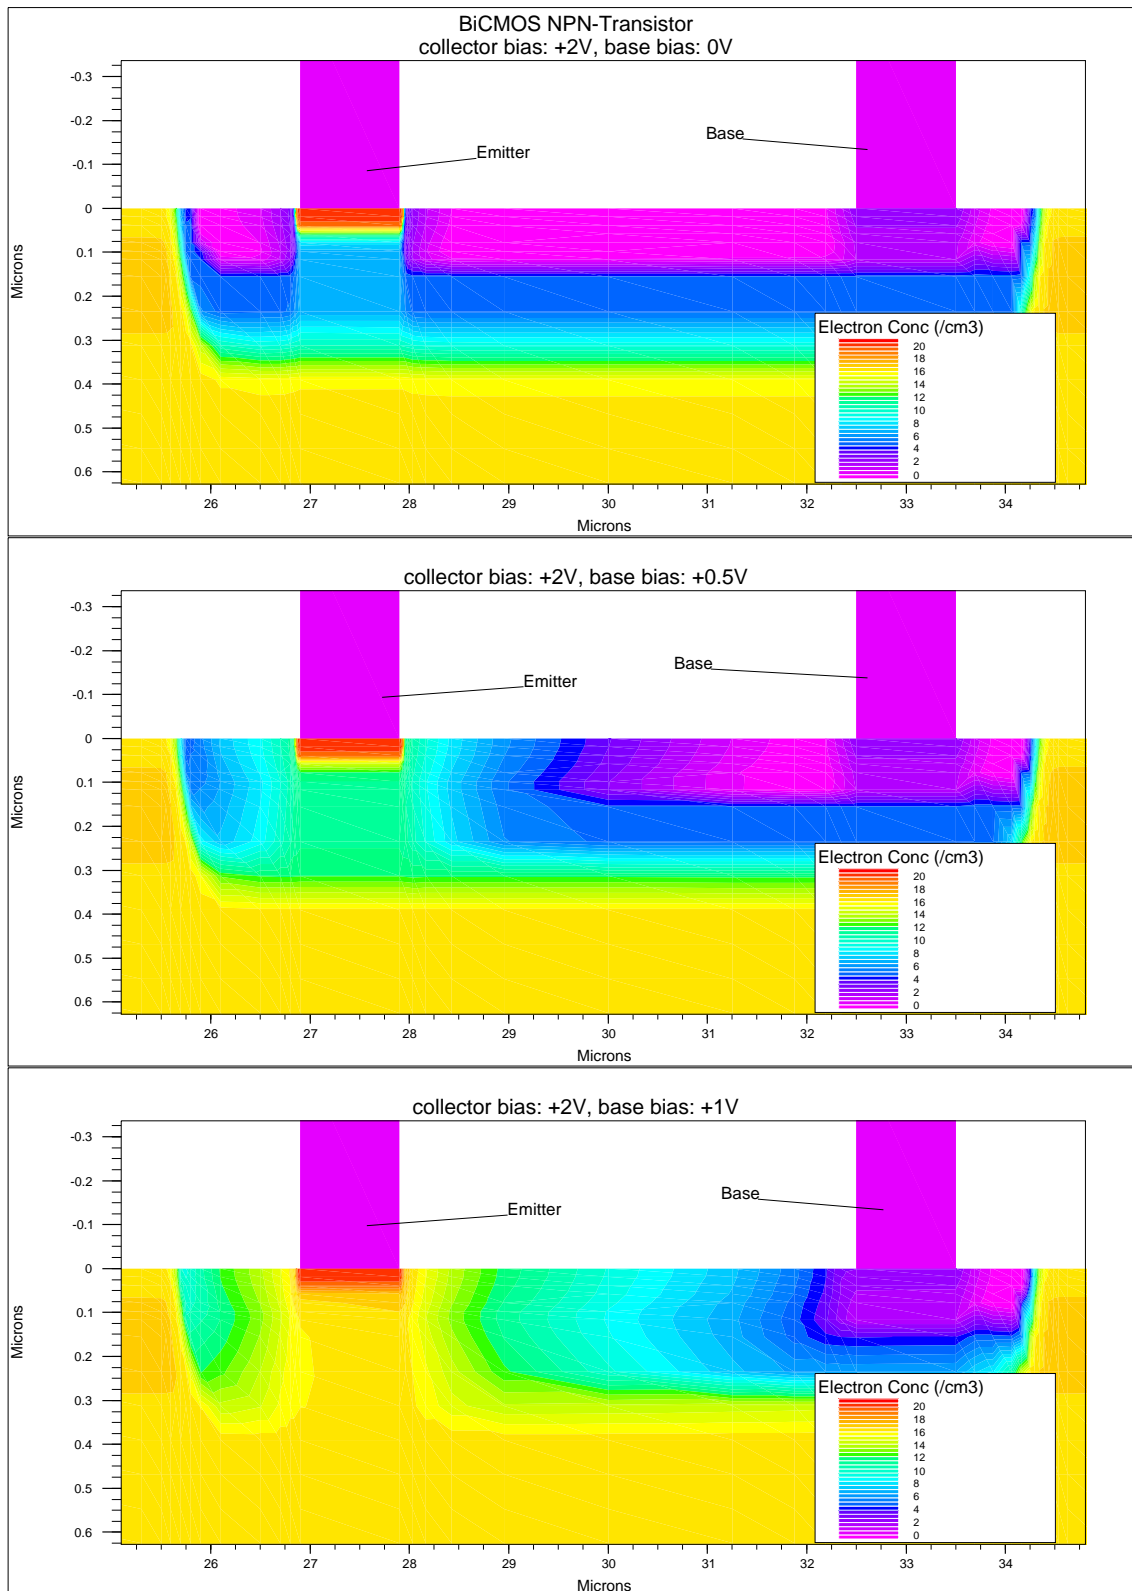 BiCMOS NPN-Transistor
collector bias: +2V, base bias: 0V
-0.3
-0.2
-0.1
0
0.1
0.2
0.3
0.4
0.5
0.6
Microns
Emitter
Base
Electron Conc (/cm3)
20
18
16
14
12
10
8
6
4
2
0
26 27 28 29 30 31 32 33 34
Microns
collector bias: +2V, base bias: +0.5V
-0.3
-0.2
-0.1
0
0.1
0.2
0.3
0.4
0.5
0.6
Microns
Emitter
Base
Electron Conc (/cm3)
20
18
16
14
12
10
8
6
4
2
0
26 27 28 29 30 31 32 33 34
Microns
collector bias: +2V, base bias: +1V
-0.3
-0.2
-0.1
0
0.1
0.2
0.3
0.4
0.5
0.6
Microns
Emitter
Base
Electron Conc (/cm3)
20
18
16
14
12
10
8
6
4
2
0
26 27 28 29 30 31 32 33 34
Microns